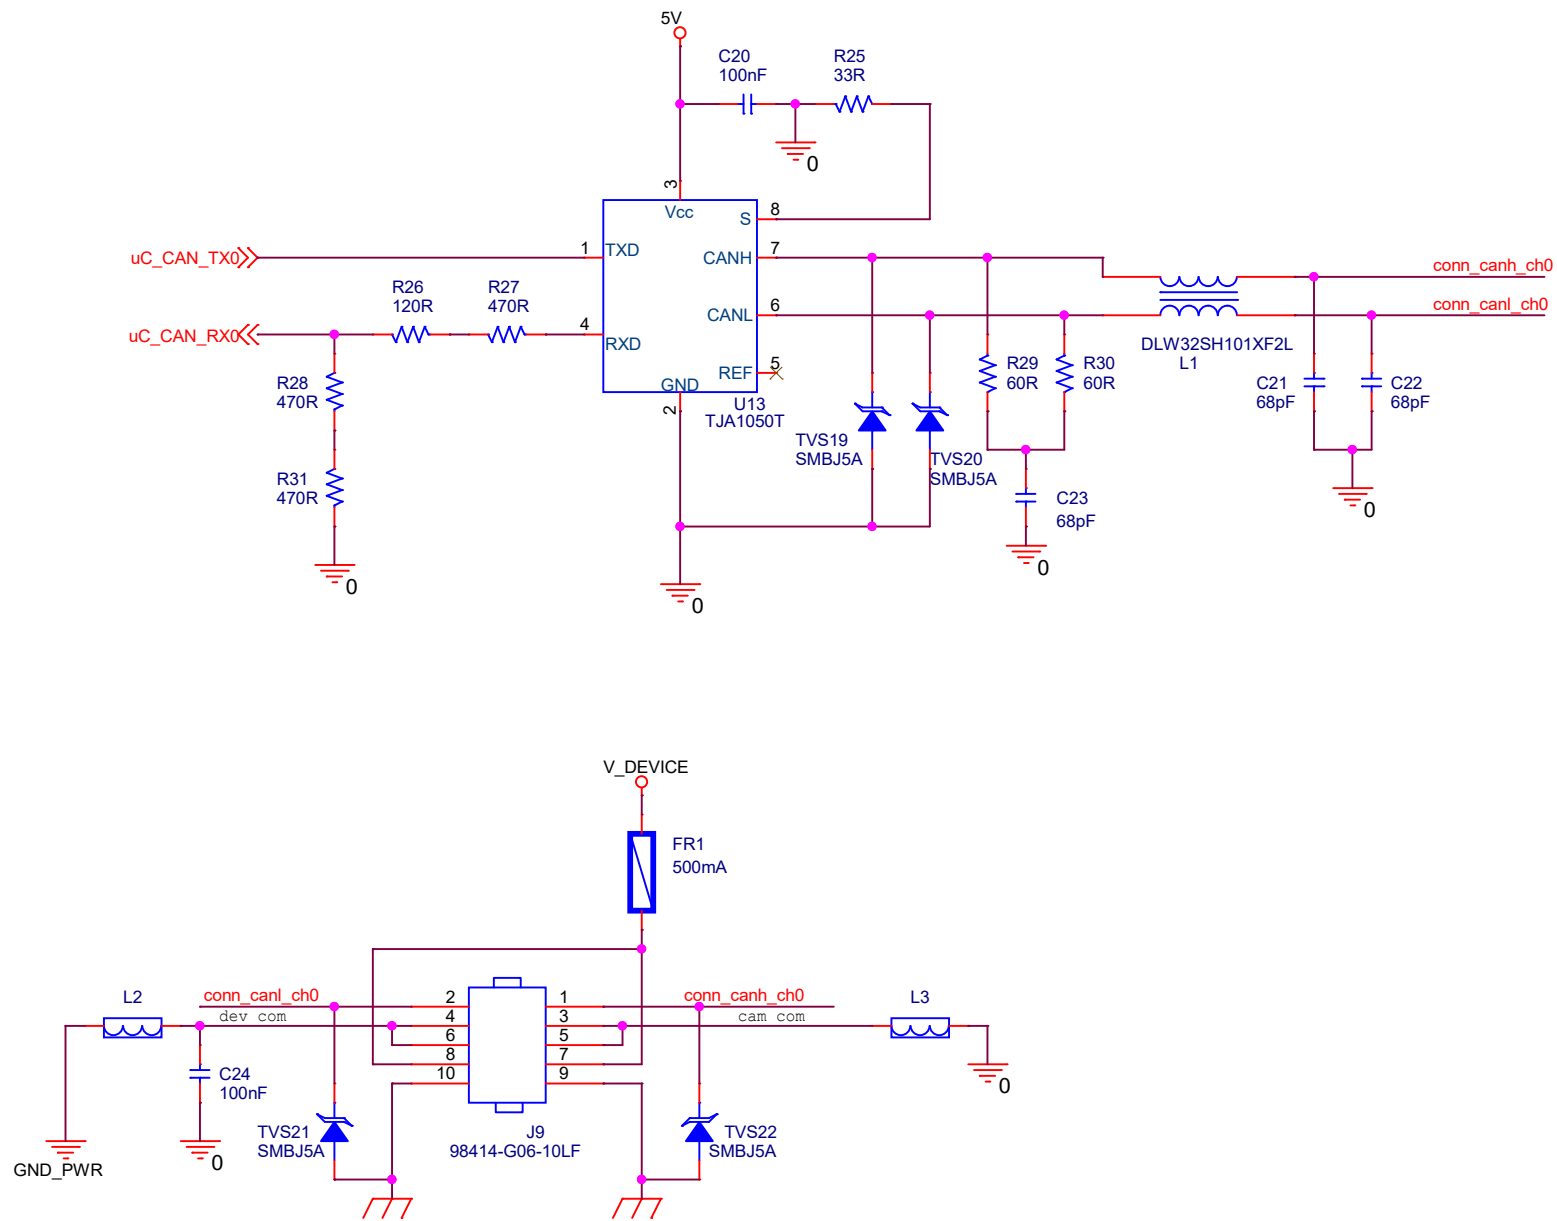 5V
C20
100nF
R25
33R
0
3
Vcc
S
8
uC_CAN_TX0
1
TXD
CANH
7
conn_canh_ch0
R26
120R
R27
470R
CANL
6
conn_canl_ch0
uC_CAN_RX0
4
RXD
DLW32SH101XF2L
L1
REF
5
R28
470R
GND
2
U13
TJA1050T
R29
60R
R30
60R
C21
68pF
C22
68pF
TVS19
SMBJ5A
TVS20
SMBJ5A
R31
470R
C23
68pF
0
0
0
0
V_DEVICE
FR1
500mA
L2
conn_canl_ch0
dev com
2
4
6
8
10
1
3
5
7
9
conn_canh_ch0
cam com
L3
C24
100nF
0
TVS21
SMBJ5A
J9
98414-G06-10LF
TVS22
SMBJ5A
GND_PWR
0